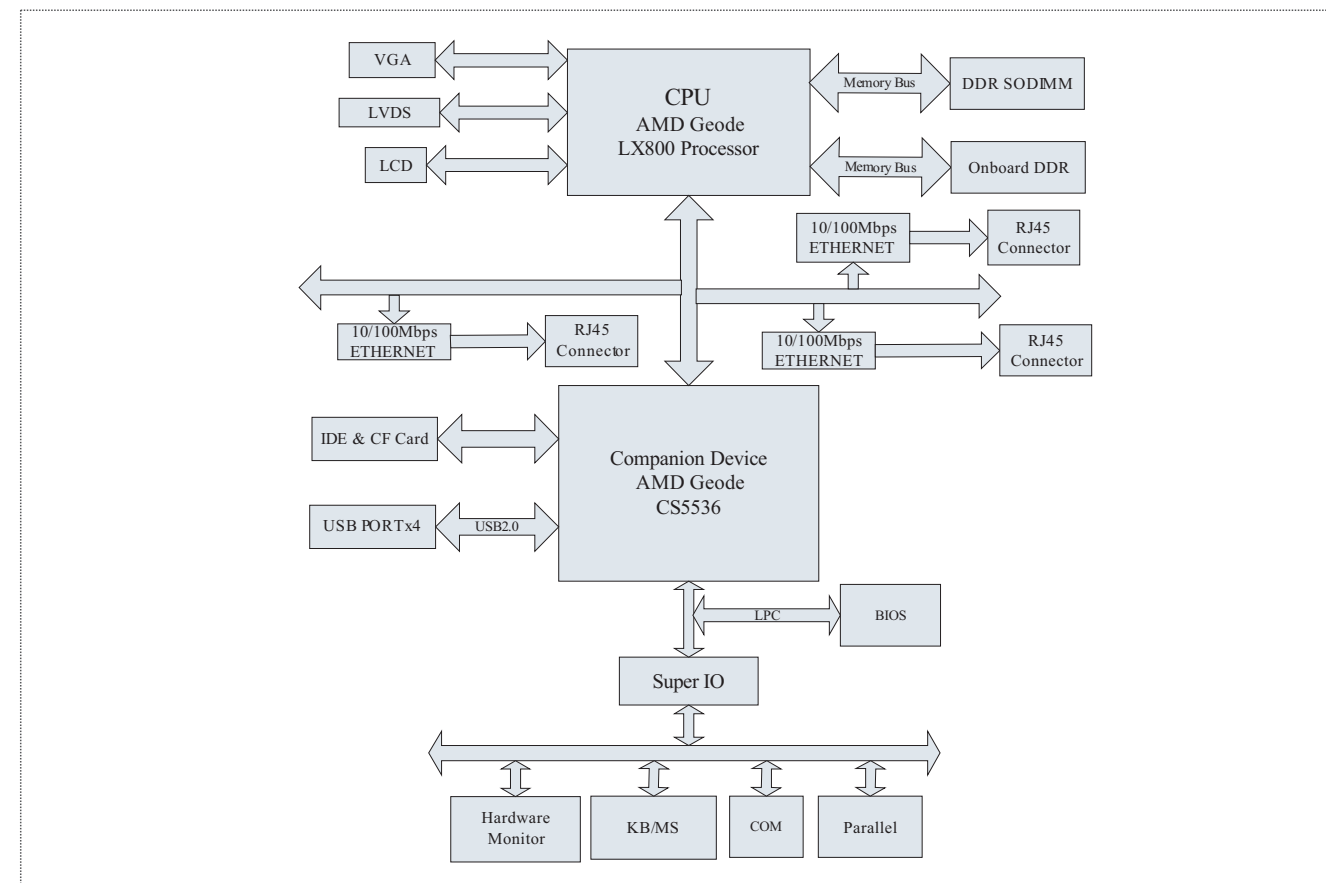 VGA
LVDS
LCD
CPU
AMD Geode
LX800 Processor
Memory Bus
DDR SODIMM
Memory Bus
Onboard DDR
10/100Mbps
ETHERNET
RJ45
Connector
10/100Mbps
ETHERNET
RJ45
Connector
10/100Mbps
ETHERNET
RJ45
Connector
IDE & CF Card
USB PORTx4
USB2.0
Companion Device
AMD Geode
CS5536
LPC
BIOS
Super IO
Hardware
Monitor
KB/MS
COM
Parallel